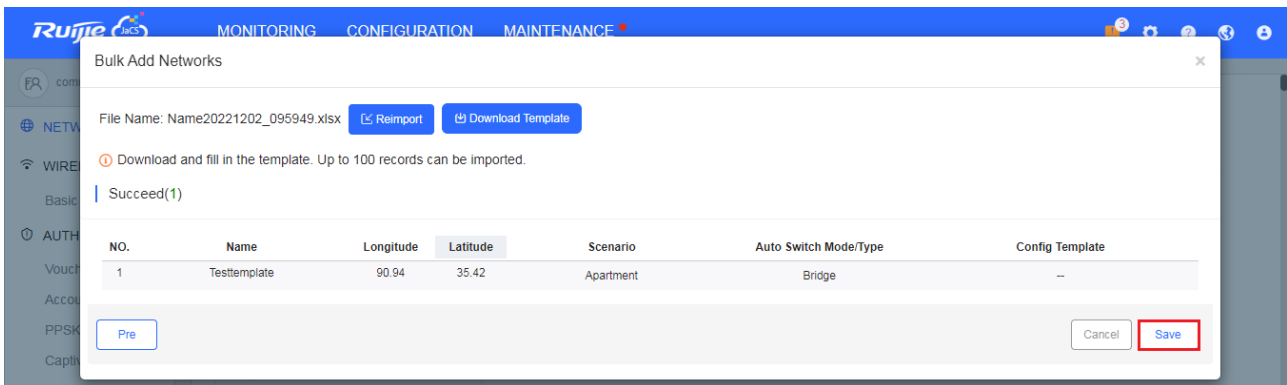 Ruijie JaCS MONITORING CONFIGURATION MAINTENANCE 3
Bulk Add Networks ×
com
File Name: Name20221202_095949.xlsx Reimport Download Template
NETW
Download and fill in the template. Up to 100 records can be imported.
WIRE
Succeed(1)
Basic
AUTH
NO. Name Longitude Latitude Scenario Auto Switch Mode/Type Config Template
Vouch
1 Testtemplate 90.94 35.42 Apartment Bridge --
Accou
PPSK
Pre Cancel Save
Captiv